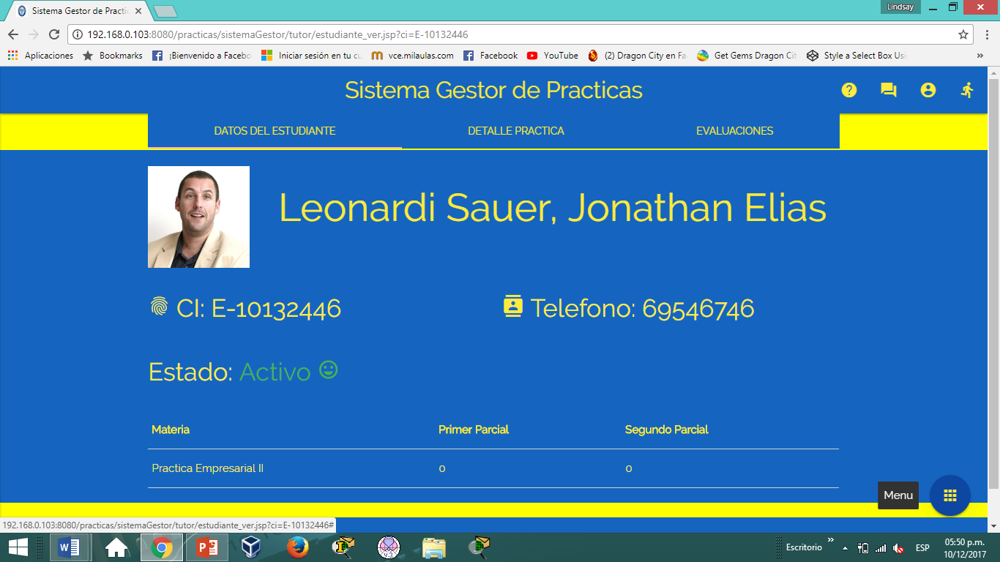 Lindsay
Sistema Gestor de Practic
192.168.0.103:8080/practicas/sistemaGestor/tutor/estudiante_ver.jsp?ci=E-10132446
Aplicaciones Bookmarks ¡Bienvenido a Facebo Iniciar sesión en tu cu vce.milaulas.com Facebook YouTube (2) Dragon City en Fa Get Gems Dragon Cit Style a Select Box Usi »
Sistema Gestor de Practicas
DATOS DEL ESTUDIANTE DETALLE PRACTICA EVALUACIONES
Leonardi Sauer, Jonathan Elias
CI: E-10132446 Telefono: 69546746
Estado: Activo
Materia Primer Parcial Segundo Parcial
Practica Empresarial II 0 0
Menu
192.168.0.103:8080/practicas/sistemaGestor/tutor/estudiante_ver.jsp?ci=E-10132446#
Escritorio » ESP 05:50 p.m.
10/12/2017